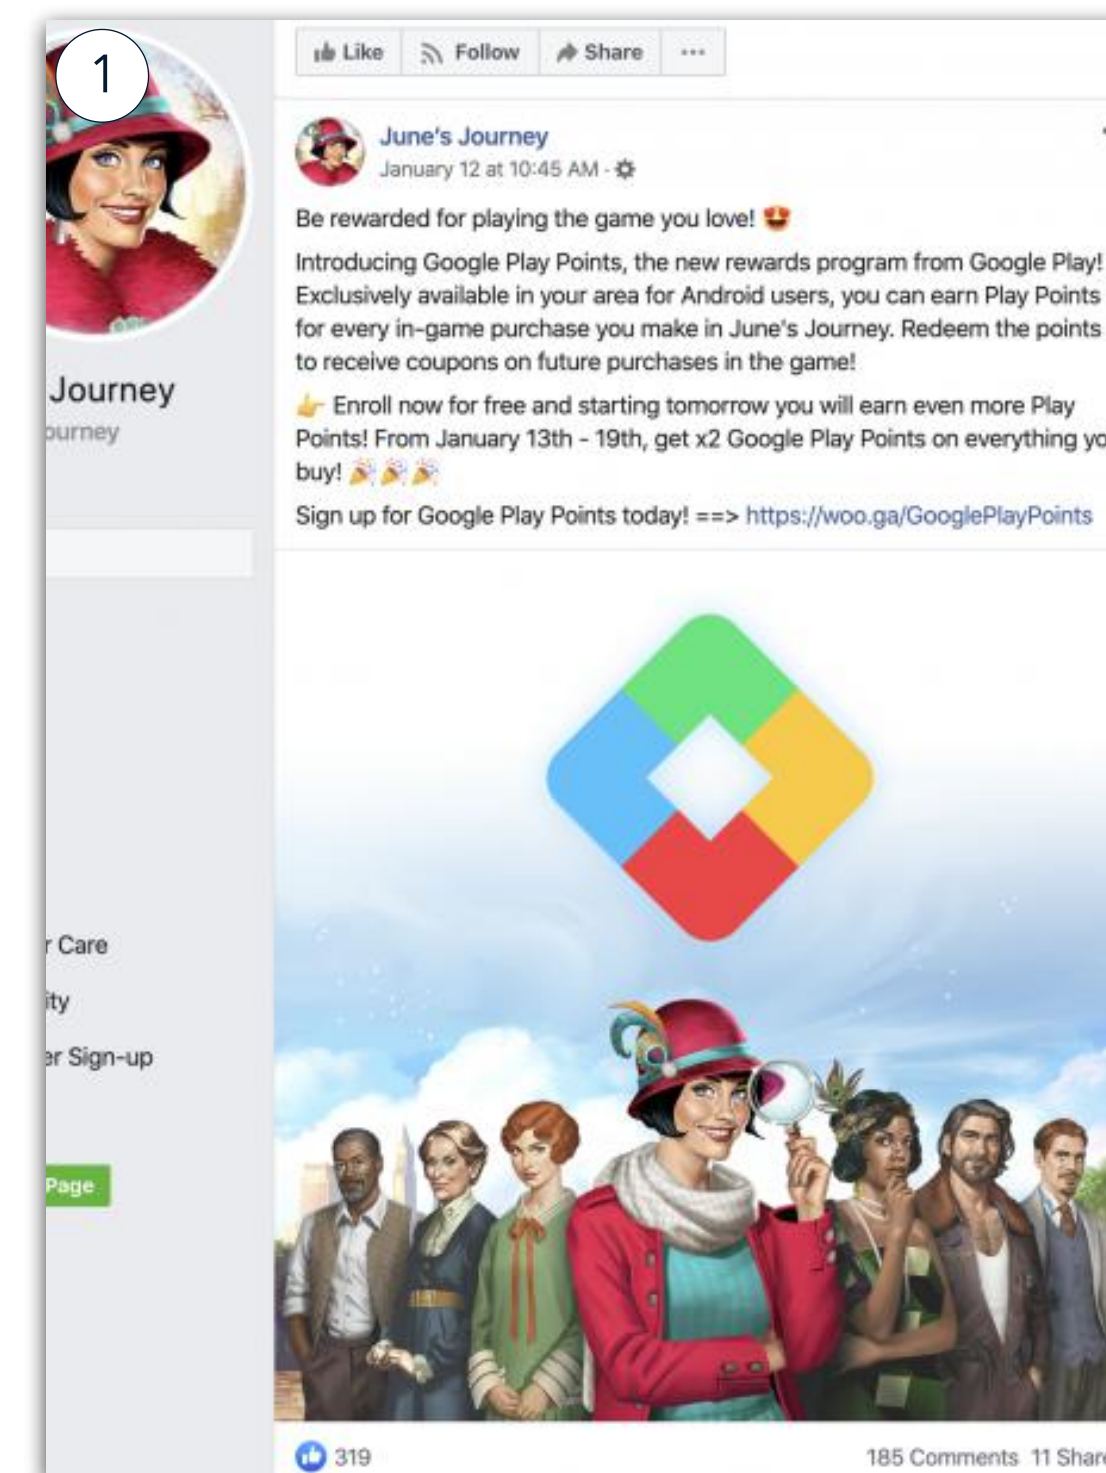 1
Like Follow Share ...
June's Journey
January 12 at 10:45 AM ·
Be rewarded for playing the game you love! 😍
Introducing Google Play Points, the new rewards program from Google Play!
Exclusively available in your area for Android users, you can earn Play Points
for every in-game purchase you make in June's Journey. Redeem the points
to receive coupons on future purchases in the game!
👉 Enroll now for free and starting tomorrow you will earn even more Play
Points! From January 13th - 19th, get x2 Google Play Points on everything yo
buy! 🎉🎉🎉
Sign up for Google Play Points today! ==> https://woo.ga/GooglePlayPoints
Journey
ourney
r Care
ity
er Sign-up
Page
319
185 Comments 11 Share